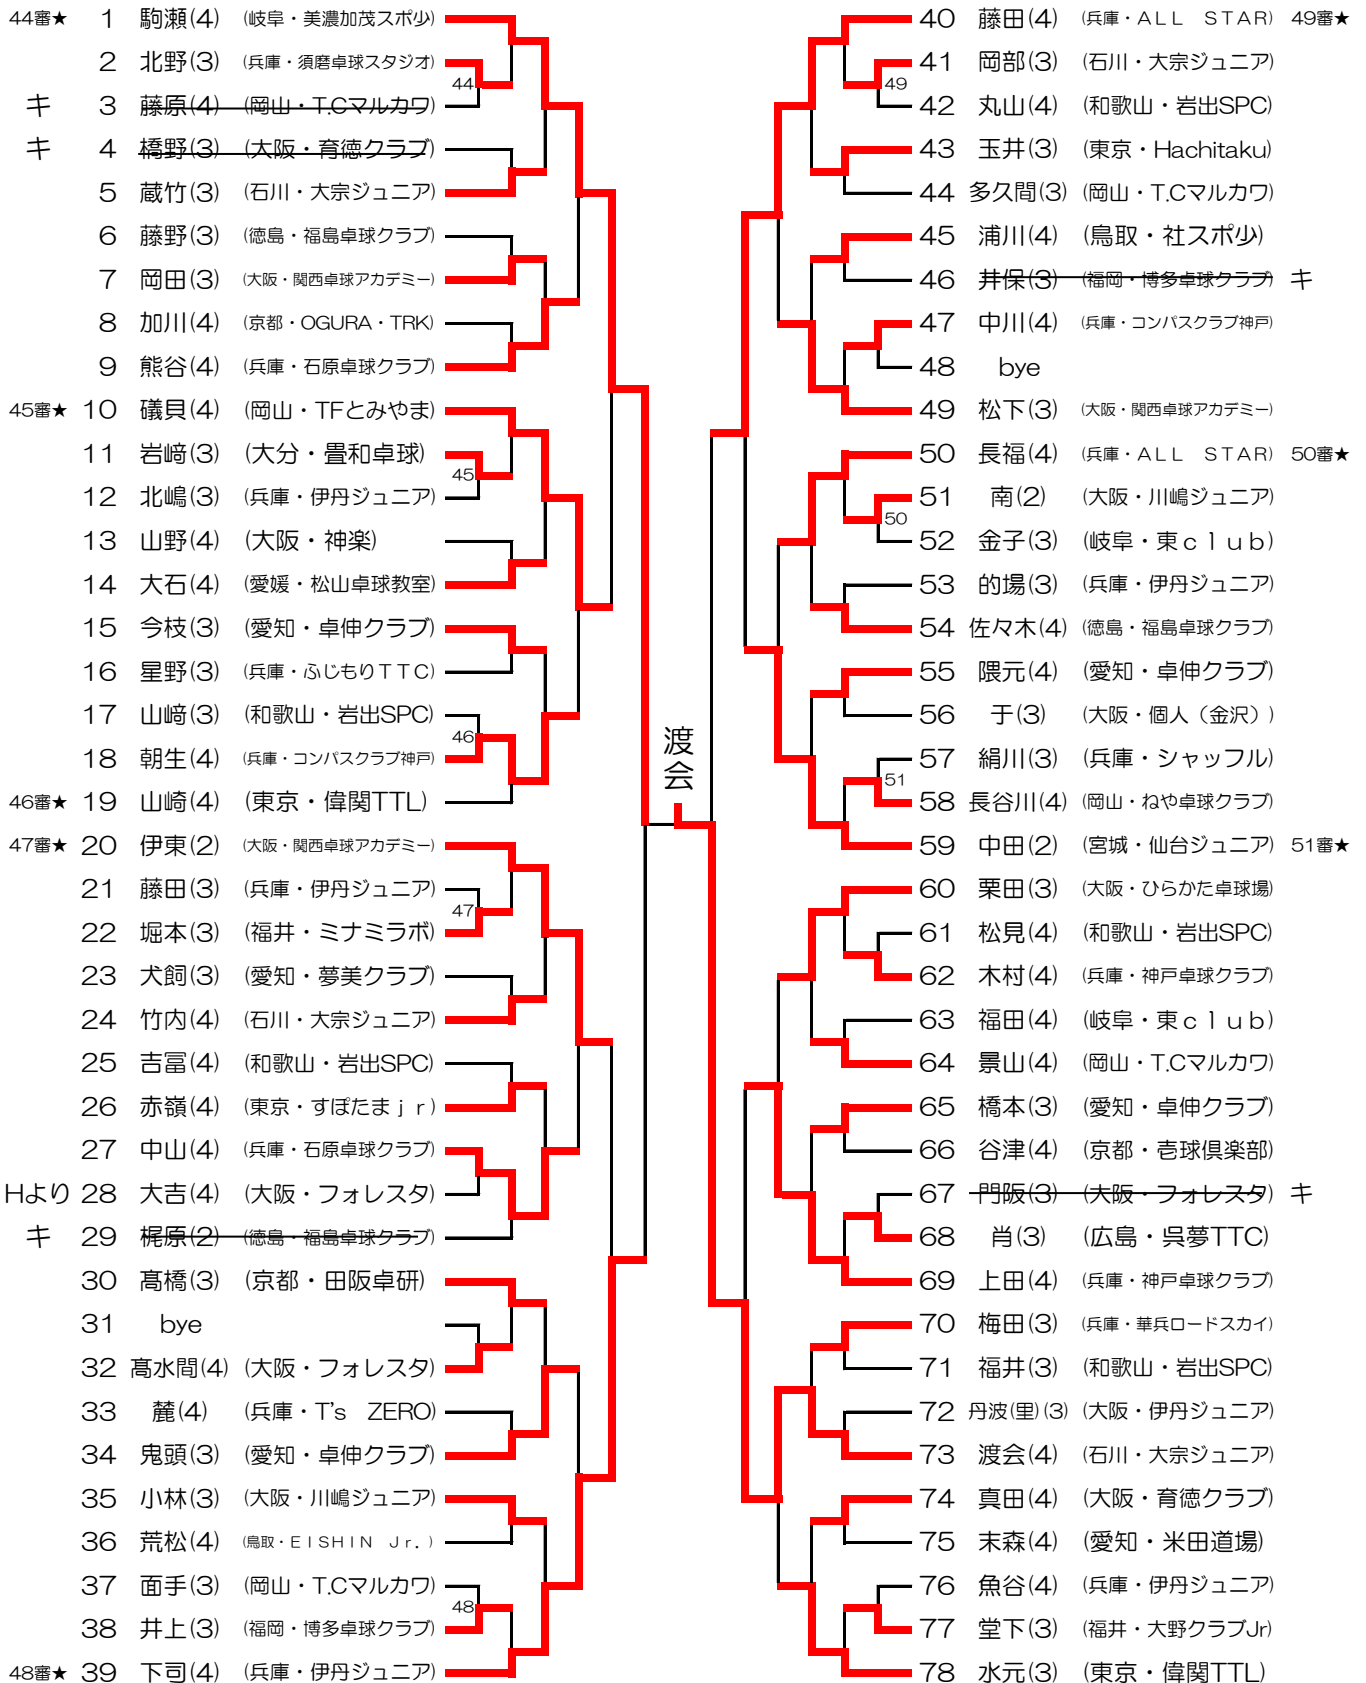 44審★ 1 駒瀬(4) (岐阜・美濃加茂スポ少)
2 北野(3) (兵庫・須磨卓球スタジオ)
44
キ 3 藤原(4) (岡山・T.Cマルカワ)
キ 4 橋野(3) (大阪・育徳クラブ)
5 蔵竹(3) (石川・大宗ジュニア)
6 藤野(3) (徳島・福島卓球クラブ)
7 岡田(3) (大阪・関西卓球アカデミー)
8 加川(4) (京都・OGURA・TRK)
9 熊谷(4) (兵庫・石原卓球クラブ)
45審★ 10 礒貝(4) (岡山・TFとみやま)
11 岩﨑(3) (大分・畳和卓球)
45
12 北嶋(3) (兵庫・伊丹ジュニア)
13 山野(4) (大阪・神楽)
14 大石(4) (愛媛・松山卓球教室)
15 今枝(3) (愛知・卓伸クラブ)
16 星野(3) (兵庫・ふじもりTTC)
17 山﨑(3) (和歌山・岩出SPC)
46
18 朝生(4) (兵庫・コンパスクラブ神戸)
46審★ 19 山崎(4) (東京・偉関TTL)
47審★ 20 伊東(2) (大阪・関西卓球アカデミー)
21 藤田(3) (兵庫・伊丹ジュニア)
47
22 堀本(3) (福井・ミナミラボ)
23 犬飼(3) (愛知・夢美クラブ)
24 竹内(4) (石川・大宗ジュニア)
25 吉冨(4) (和歌山・岩出SPC)
26 赤嶺(4) (東京・すぽたまjr)
27 中山(4) (兵庫・石原卓球クラブ)
Hより 28 大吉(4) (大阪・フォレスタ)
キ 29 梶原(2) (徳島・福島卓球クラブ)
30 髙橋(3) (京都・田阪卓研)
31 bye
32 髙水間(4) (大阪・フォレスタ)
33 麓(4) (兵庫・T's ZERO)
34 鬼頭(3) (愛知・卓伸クラブ)
35 小林(3) (大阪・川嶋ジュニア)
36 荒松(4) (鳥取・EISHIN Jr.)
37 面手(3) (岡山・T.Cマルカワ)
48
38 井上(3) (福岡・博多卓球クラブ)
48審★ 39 下司(4) (兵庫・伊丹ジュニア)
渡会
40 藤田(4) (兵庫・ALL STAR) 49審★
41 岡部(3) (石川・大宗ジュニア)
49
42 丸山(4) (和歌山・岩出SPC)
43 玉井(3) (東京・Hachitaku)
44 多久間(3) (岡山・T.Cマルカワ)
45 浦川(4) (鳥取・社スポ少)
46 井保(3) (福岡・博多卓球クラブ) キ
47 中川(4) (兵庫・コンパスクラブ神戸)
48 bye
49 松下(3) (大阪・関西卓球アカデミー)
50 長福(4) (兵庫・ALL STAR) 50審★
51 南(2) (大阪・川嶋ジュニア)
50
52 金子(3) (岐阜・東club)
53 的場(3) (兵庫・伊丹ジュニア)
54 佐々木(4) (徳島・福島卓球クラブ)
55 隈元(4) (愛知・卓伸クラブ)
56 于(3) (大阪・個人(金沢))
57 絹川(3) (兵庫・シャッフル)
51
58 長谷川(4) (岡山・ねや卓球クラブ)
59 中田(2) (宮城・仙台ジュニア) 51審★
60 栗田(3) (大阪・ひらかた卓球場)
61 松見(4) (和歌山・岩出SPC)
62 木村(4) (兵庫・神戸卓球クラブ)
63 福田(4) (岐阜・東club)
64 景山(4) (岡山・T.Cマルカワ)
65 橋本(3) (愛知・卓伸クラブ)
66 谷津(4) (京都・壱球倶楽部)
67 門阪(3) (大阪・フォレスタ) キ
68 肖(3) (広島・呉夢TTC)
69 上田(4) (兵庫・神戸卓球クラブ)
70 梅田(3) (兵庫・華兵ロードスカイ)
71 福井(3) (和歌山・岩出SPC)
72 丹波(里)(3) (大阪・伊丹ジュニア)
73 渡会(4) (石川・大宗ジュニア)
74 真田(4) (大阪・育徳クラブ)
75 末森(4) (愛知・米田道場)
76 魚谷(4) (兵庫・伊丹ジュニア)
77 堂下(3) (福井・大野クラブJr)
78 水元(3) (東京・偉関TTL)